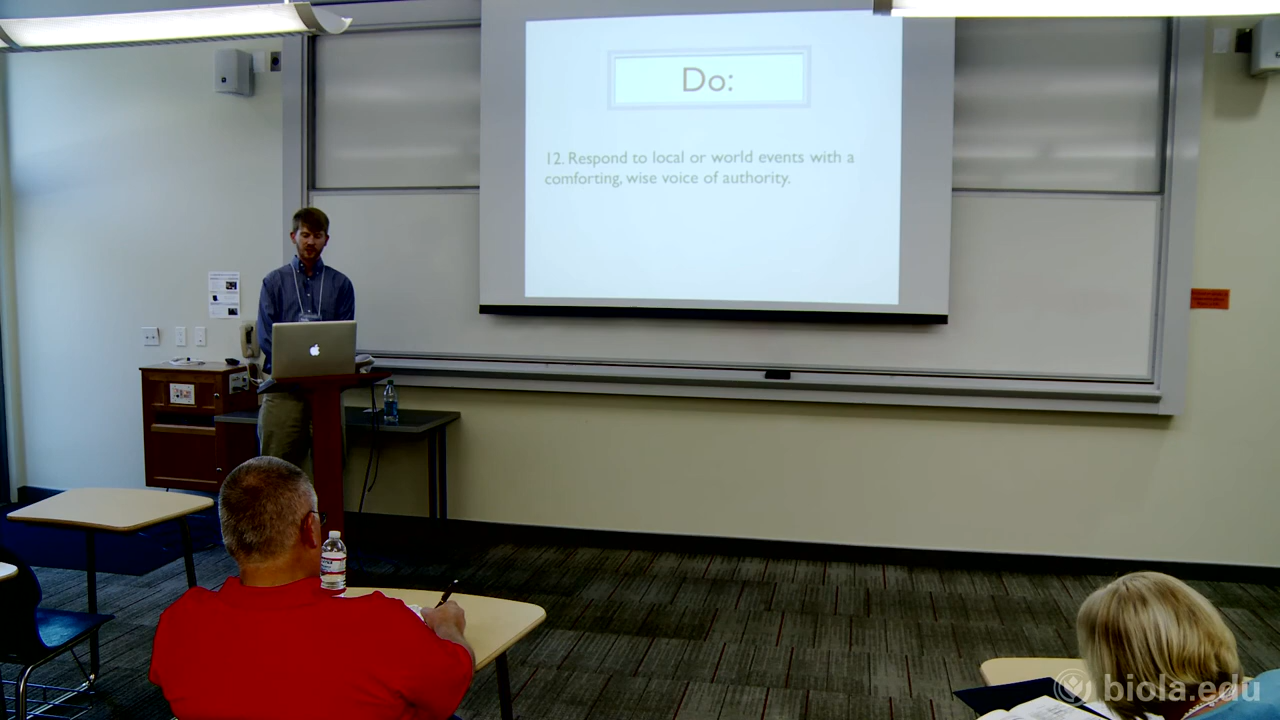 Do:
12. Respond to local or world events with a
comforting, wise voice of authority.
biola.edu